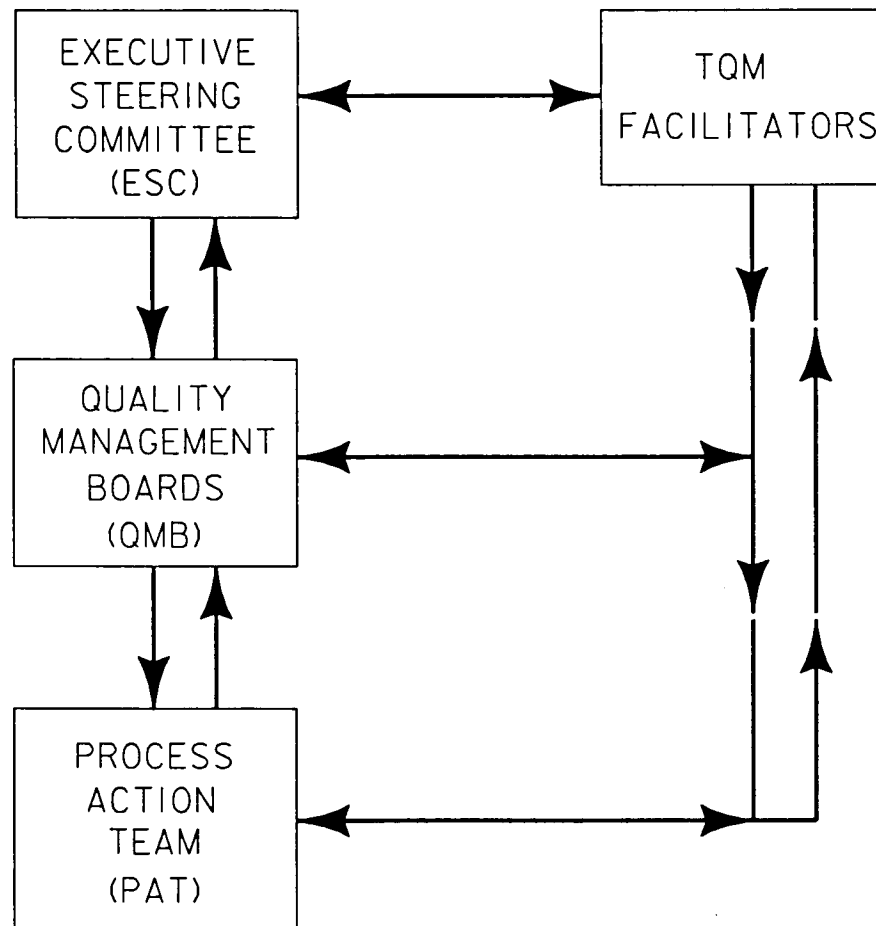 EXECUTIVE
STEERING
COMMITTEE
(ESC)
TQM
FACILITATORS
QUALITY
MANAGEMENT
BOARDS
(QMB)
PROCESS
ACTION
TEAM
(PAT)